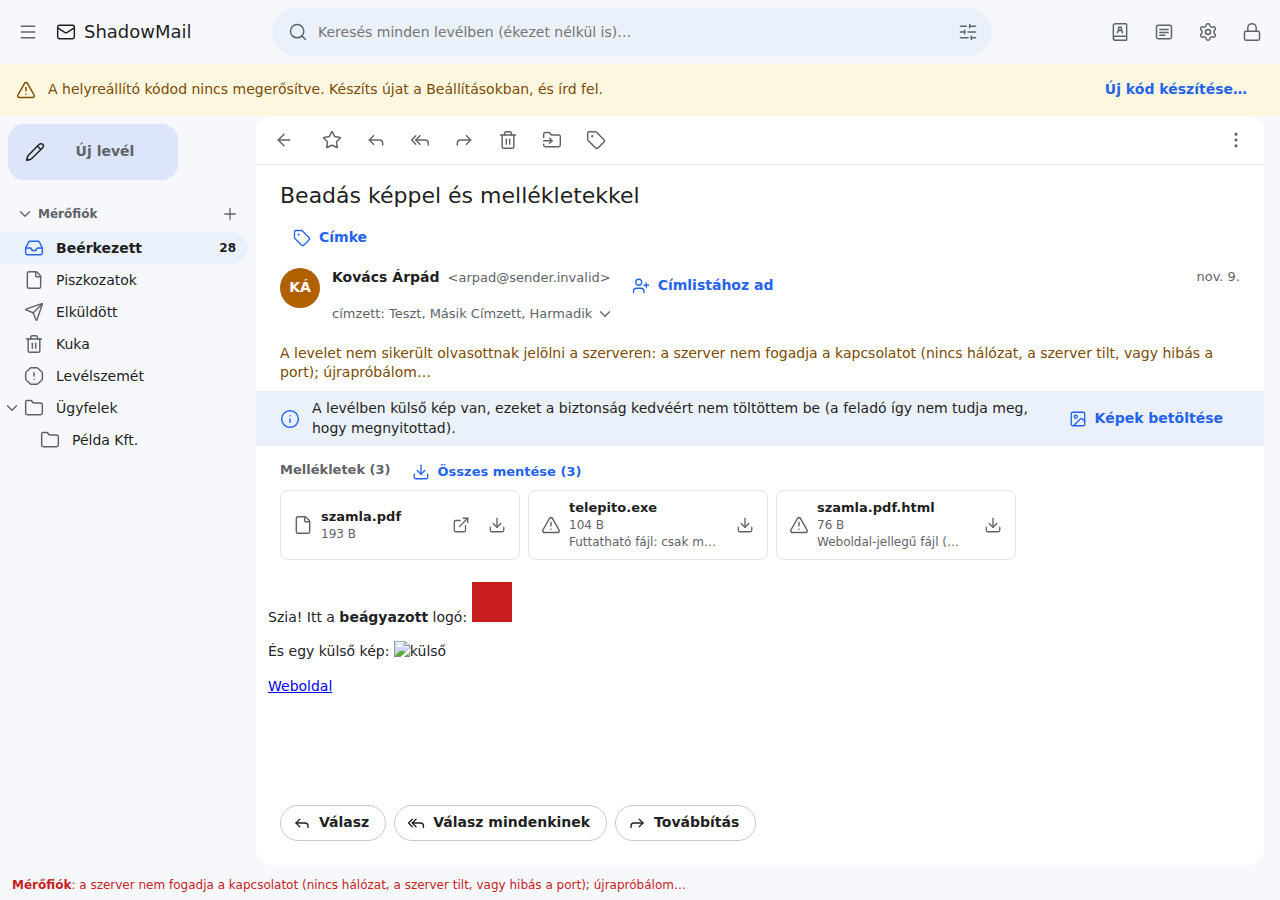 ShadowMail
Keresés minden levélben (ékezet nélkül is)…
A helyreállító kódod nincs megerősítve. Készíts újat a Beállításokban, és írd fel.
Új kód készítése…
Új levél
Mérőfiók
Beérkezett 28
Piszkozatok
Elküldött
Kuka
Levélszemét
Ügyfelek
Példa Kft.
Beadás képpel és mellékletekkel
Címke
KÁ
Kovács Árpád <arpad@sender.invalid>
Címlistához ad
nov. 9.
címzett: Teszt, Másik Címzett, Harmadik
A levelet nem sikerült olvasottnak jelölni a szerveren: a szerver nem fogadja a kapcsolatot (nincs hálózat, a szerver tilt, vagy hibás a
port); újrapróbálom…
A levélben külső kép van, ezeket a biztonság kedvéért nem töltöttem be (a feladó így nem tudja meg,
hogy megnyitottad).
Képek betöltése
Mellékletek (3)
Összes mentése (3)
szamla.pdf
193 B
telepito.exe
104 B
Futtatható fájl: csak m…
szamla.pdf.html
76 B
Weboldal-jellegű fájl (…
Szia! Itt a beágyazott logó:
És egy külső kép: külső
Weboldal
Válasz
Válasz mindenkinek
Továbbítás
Mérőfiók: a szerver nem fogadja a kapcsolatot (nincs hálózat, a szerver tilt, vagy hibás a port); újrapróbálom…